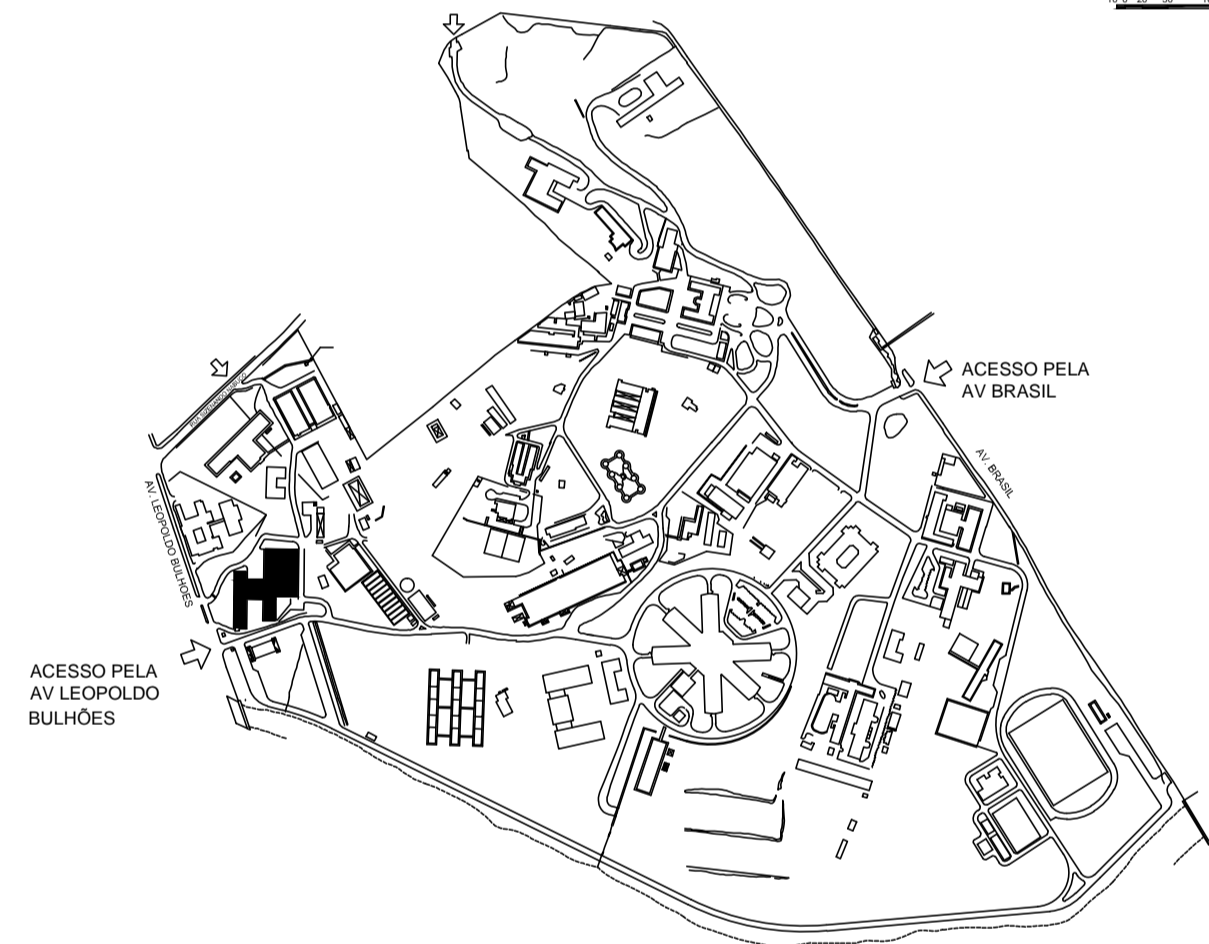 ACESSO PELA
AV BRASIL
AV. BRASIL
AV. LEOPOLDO BULHÕES
ACESSO PELA
AV LEOPOLDO
BULHÕES